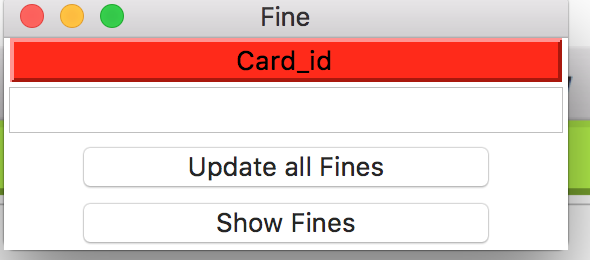 Fine
Card_id
Update all Fines
Show Fines